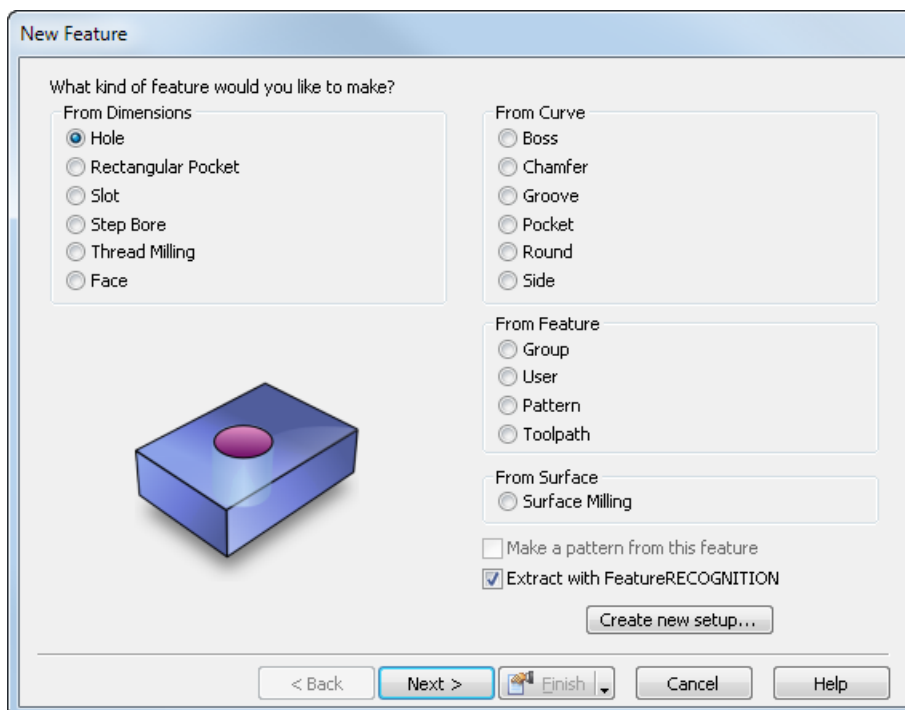 New Feature
What kind of feature would you like to make?
From Dimensions
Hole
Rectangular Pocket
Slot
Step Bore
Thread Milling
Face
From Curve
Boss
Chamfer
Groove
Pocket
Round
Side
From Feature
Group
User
Pattern
Toolpath
From Surface
Surface Milling
Make a pattern from this feature
Extract with FeatureRECOGNITION
Create new setup...
< Back Next > Finish Cancel Help